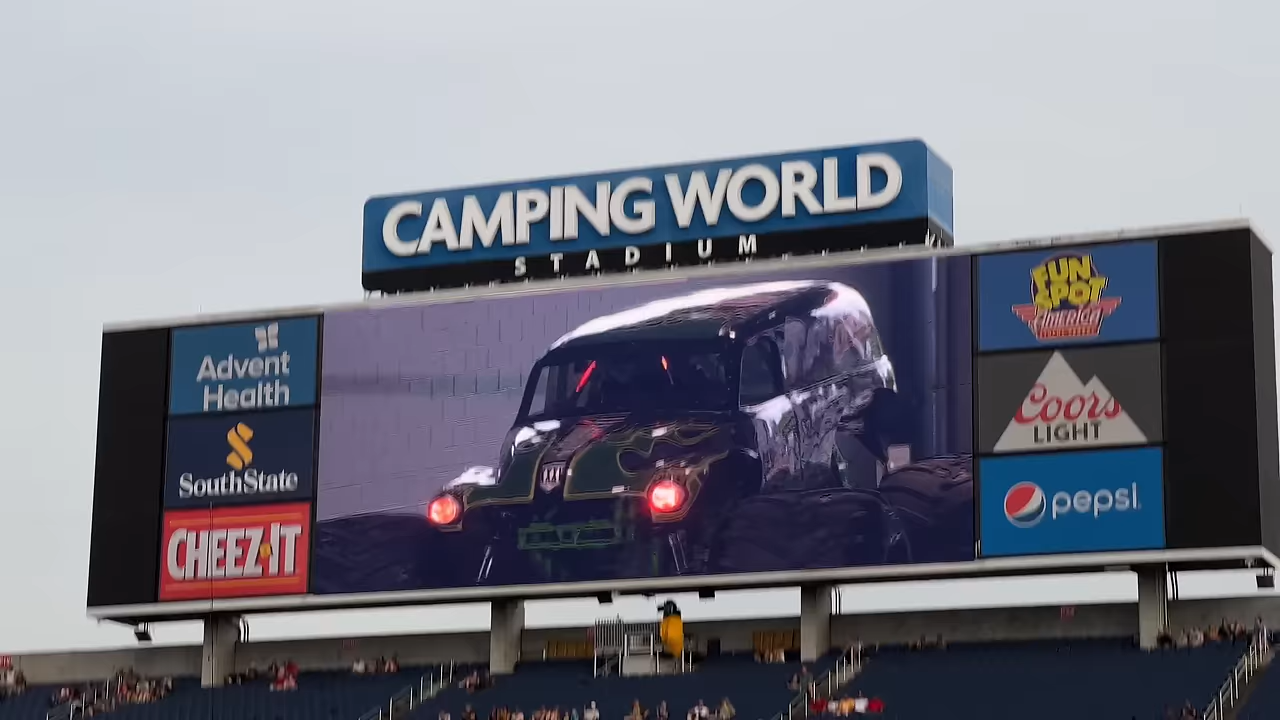 CAMPING WORLD
STADIUM
Advent
Health
SouthState
CHEEZ-IT
FUN
SPOT
AMERICA
Coors
LIGHT
pepsi